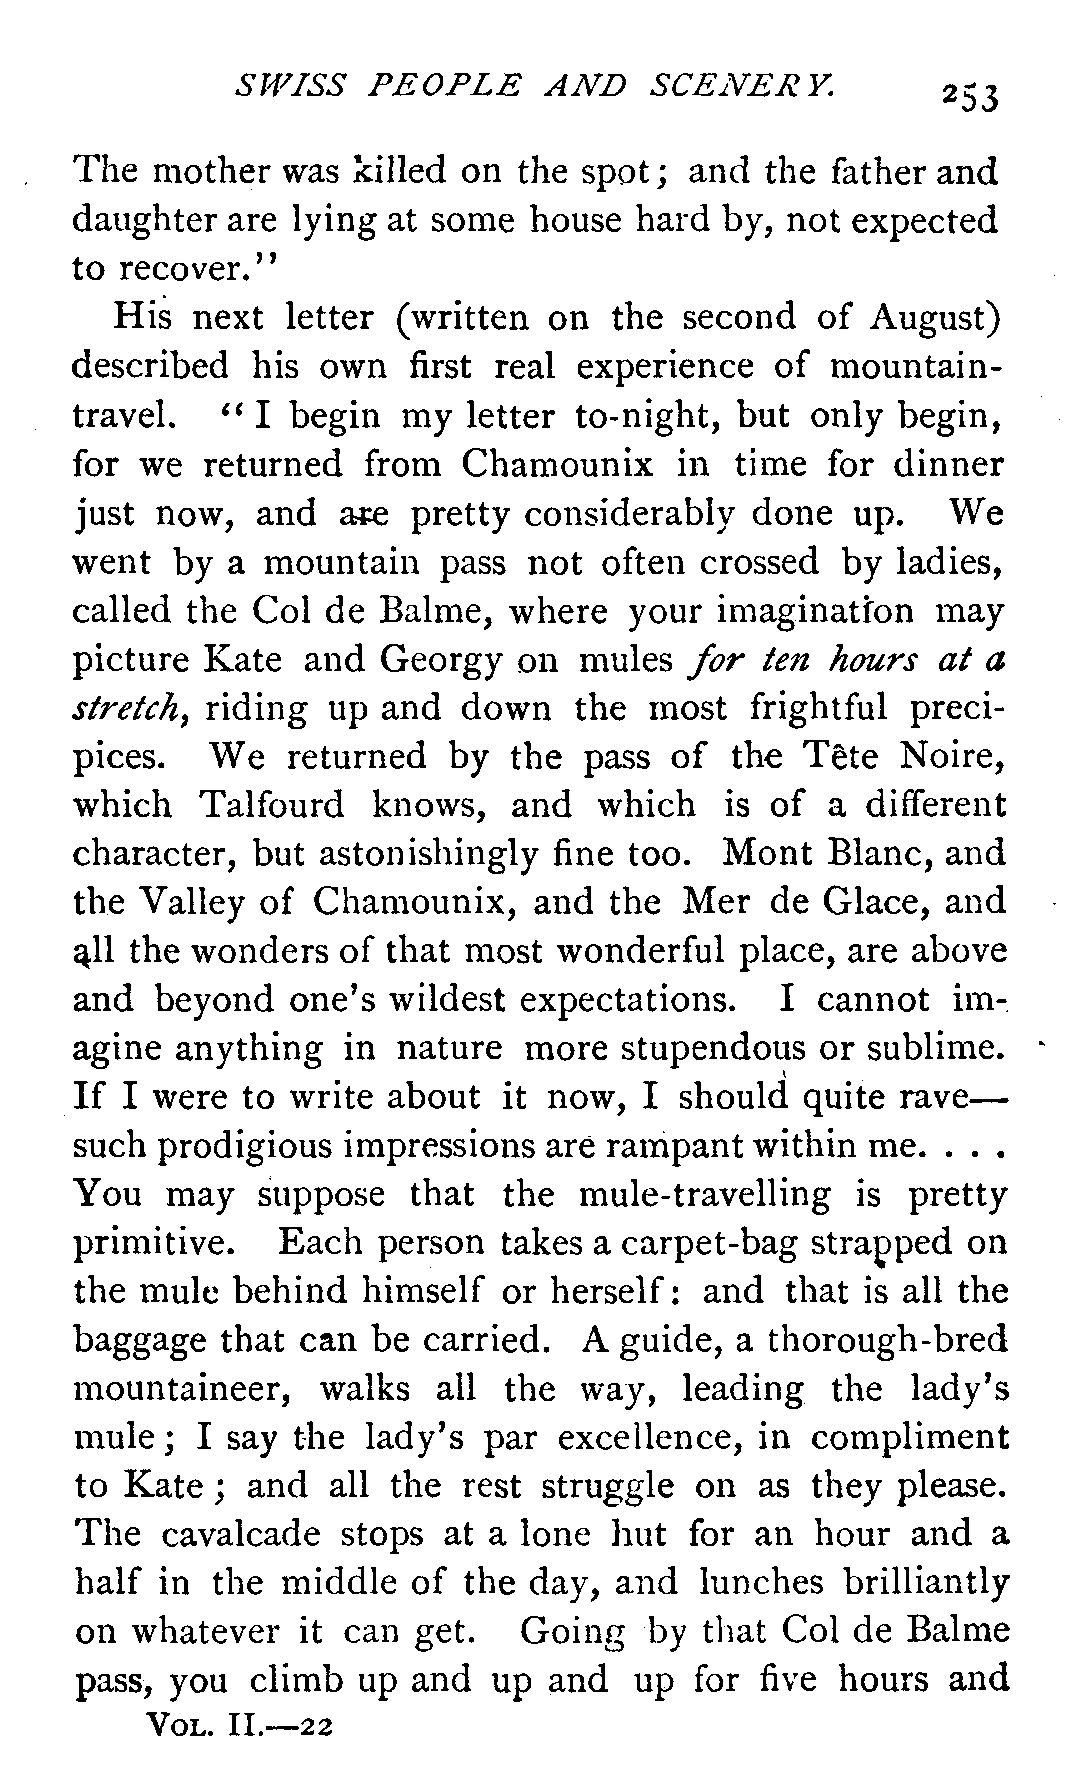 SWISS PEOPLE AND SCENERY. 253
The mother was killed on the spot; and the father and
daughter are lying at some house hard by, not expected
to recover."
His next letter (written on the second of August)
described his own first real experience of mountain-
travel. "I begin my letter to-night, but only begin,
for we returned from Chamounix in time for dinner
just now, and are pretty considerably done up. We
went by a mountain pass not often crossed by ladies,
called the Col de Balme, where your imagination may
picture Kate and Georgy on mules for ten hours at a
stretch, riding up and down the most frightful preci-
pices. We returned by the pass of the Tête Noire,
which Talfourd knows, and which is of a different
character, but astonishingly fine too. Mont Blanc, and
the Valley of Chamounix, and the Mer de Glace, and
all the wonders of that most wonderful place, are above
and beyond one's wildest expectations. I cannot im-
agine anything in nature more stupendous or sublime.
If I were to write about it now, I should quite rave—
such prodigious impressions are rampant within me. . . .
You may suppose that the mule-travelling is pretty
primitive. Each person takes a carpet-bag strapped on
the mule behind himself or herself: and that is all the
baggage that can be carried. A guide, a thorough-bred
mountaineer, walks all the way, leading the lady's
mule; I say the lady's par excellence, in compliment
to Kate; and all the rest struggle on as they please.
The cavalcade stops at a lone hut for an hour and a
half in the middle of the day, and lunches brilliantly
on whatever it can get. Going by that Col de Balme
pass, you climb up and up and up for five hours and
VOL. II.—22